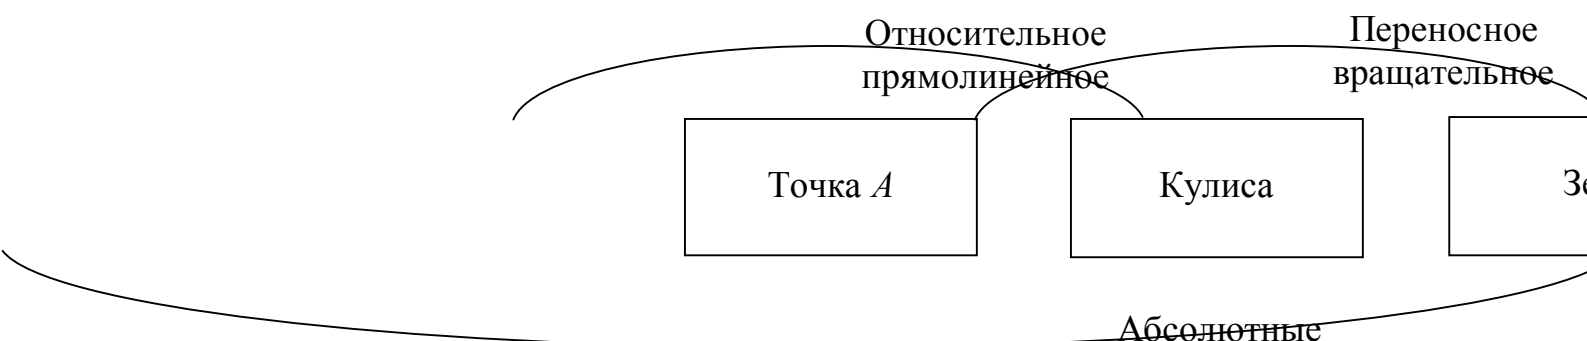 Относительное
прямолинейное
Переносное
вращательное
Точка A
Кулиса
Абсолютные